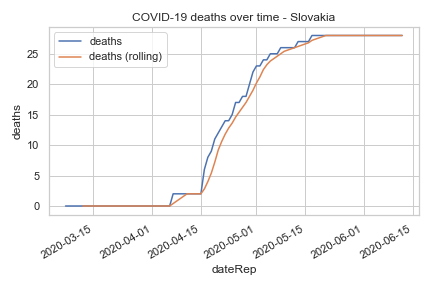 COVID-19 deaths over time - Slovakia
deaths
deaths (rolling)
deaths
25
20
15
10
5
0
2020-03-15
2020-04-01
2020-04-15
2020-05-01
2020-05-15
2020-06-01
2020-06-15
dateRep